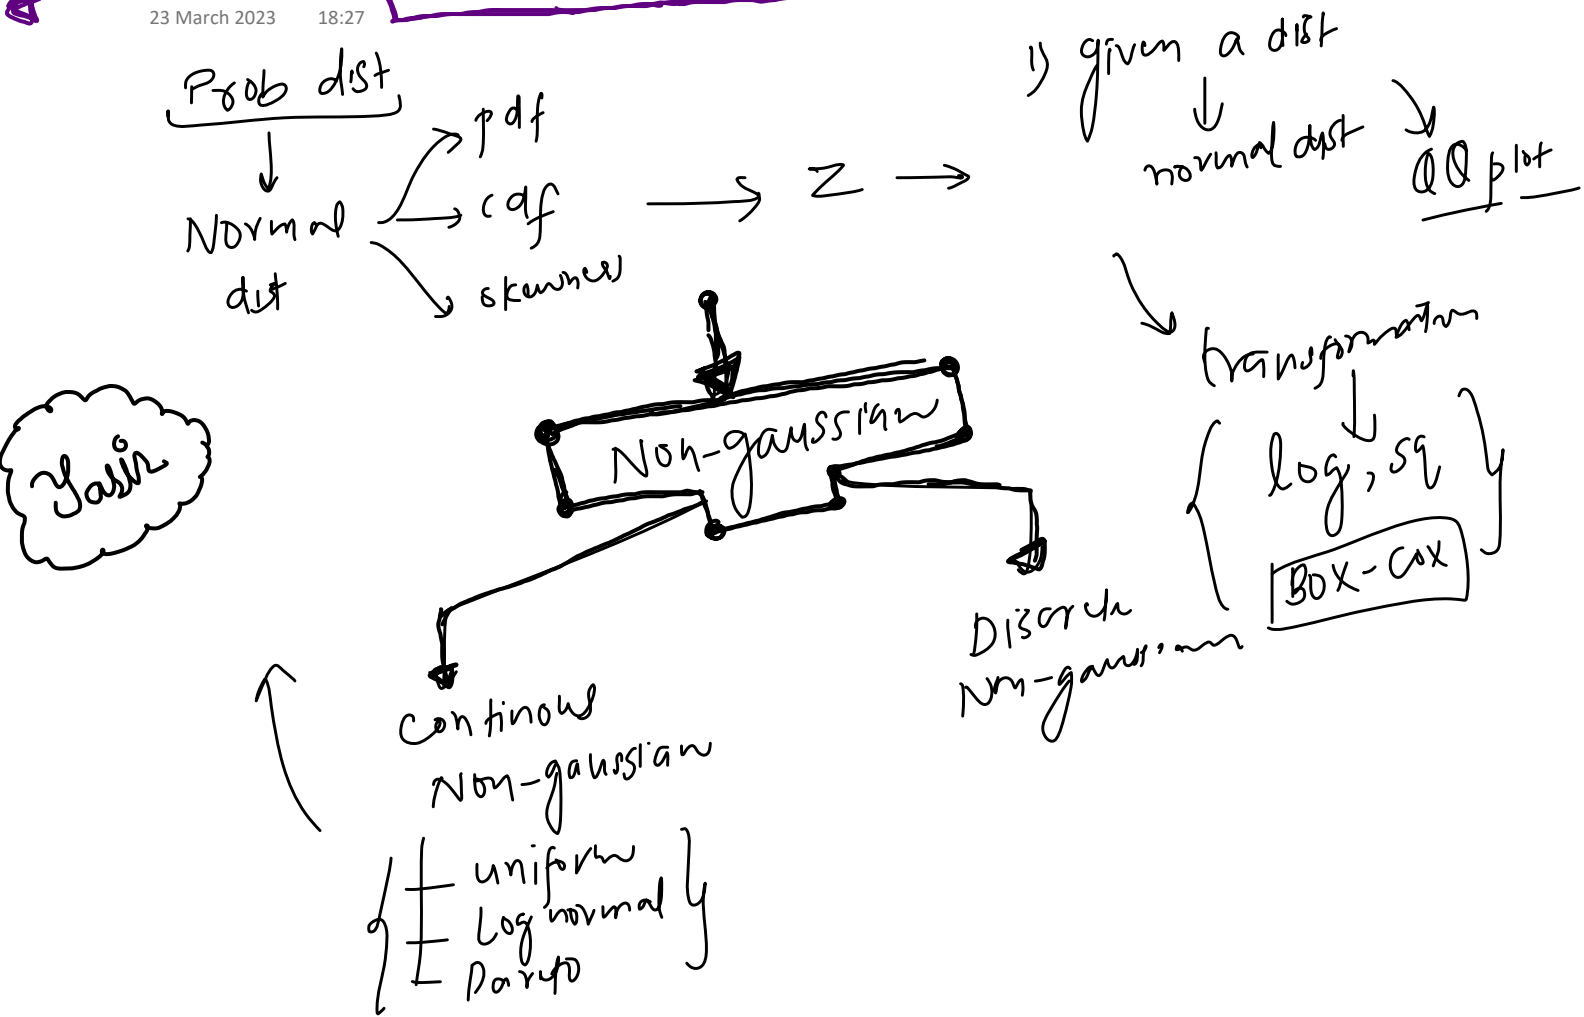 23 March 2023 18:27
Prob dist
Normal
dist
pdf
cdf
skewness
Z
1) given a dist
normal dist
QQ plot
transformation
log, sq
Box-Cox
Yasir
Non-gaussian
Continous
Non-gaussian
uniform
Log normal
Pareto
Discrete
Non-gaussian